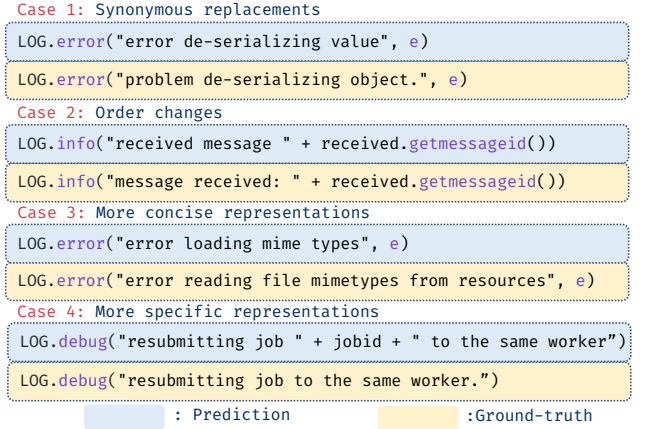 Case 1: Synonymous replacements
LOG.error("error de-serializing value", e)
LOG.error("problem de-serializing object.", e)
Case 2: Order changes
LOG.info("received message " + received.getmessageid())
LOG.info("message received: " + received.getmessageid())
Case 3: More concise representations
LOG.error("error loading mime types", e)
LOG.error("error reading file mimetypes from resources", e)
Case 4: More specific representations
LOG.debug("resubmitting job " + jobid + " to the same worker”)
LOG.debug("resubmitting job to the same worker.”)
: Prediction :Ground-truth